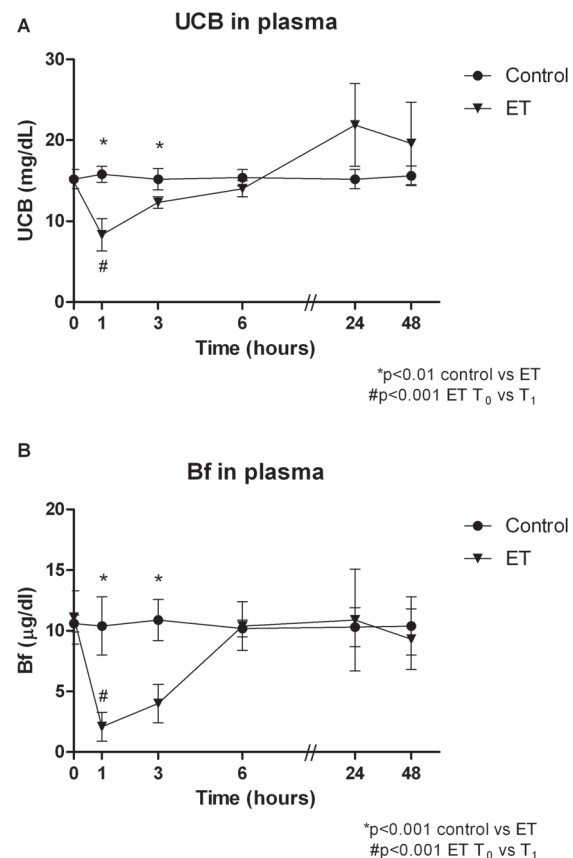 A
UCB in plasma
30
20
10
0
UCB (mg/dL)
Control
ET
*
*
#
0 1 3 6 // 24 48
Time (hours)
*p<0.01 control vs ET
#p<0.001 ET T0 vs T1
B
Bf in plasma
20
15
10
5
0
Bf (μg/dl)
Control
ET
*
*
#
0 1 3 6 // 24 48
Time (hours)
*p<0.001 control vs ET
#p<0.001 ET T0 vs T1